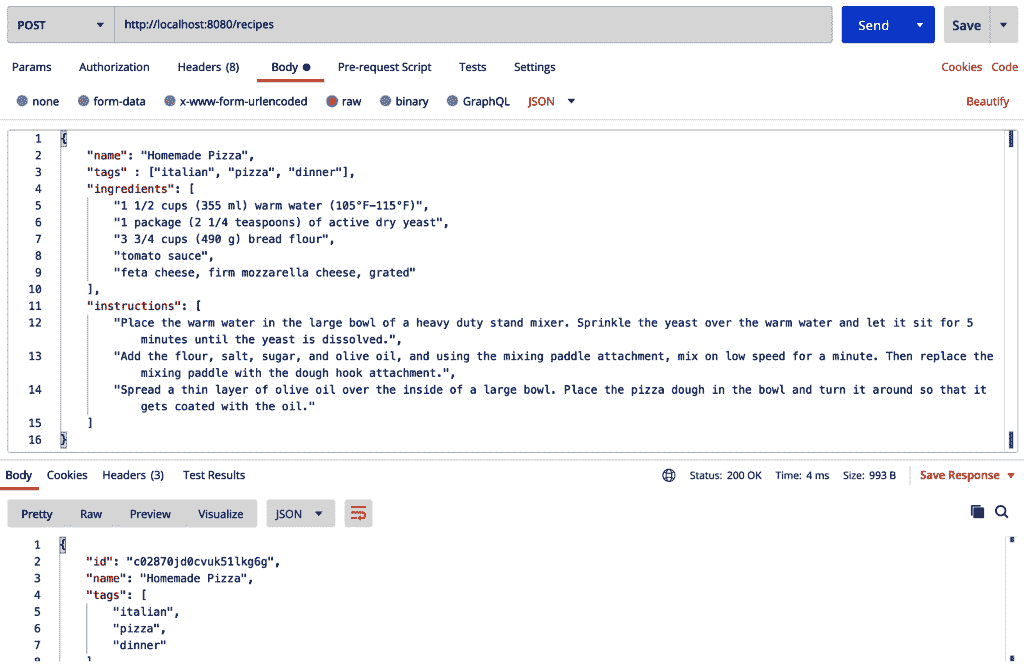 POST http://localhost:8080/recipes Send Save
Params Authorization Headers (8) Body Pre-request Script Tests Settings Cookies Code
none form-data x-www-form-urlencoded raw binary GraphQL JSON Beautify
1 {
2 "name": "Homemade Pizza",
3 "tags" : ["italian", "pizza", "dinner"],
4 "ingredients": [
5 "1 1/2 cups (355 ml) warm water (105°F-115°F)",
6 "1 package (2 1/4 teaspoons) of active dry yeast",
7 "3 3/4 cups (490 g) bread flour",
8 "tomato sauce",
9 "feta cheese, firm mozzarella cheese, grated"
10 ],
11 "instructions": [
12 "Place the warm water in the large bowl of a heavy duty stand mixer. Sprinkle the yeast over the warm water and let it sit for 5
minutes until the yeast is dissolved.",
13 "Add the flour, salt, sugar, and olive oil, and using the mixing paddle attachment, mix on low speed for a minute. Then replace the
mixing paddle with the dough hook attachment.",
14 "Spread a thin layer of olive oil over the inside of a large bowl. Place the pizza dough in the bowl and turn it around so that it
gets coated with the oil."
15 ]
16 }
Body Cookies Headers (3) Test Results Status: 200 OK Time: 4 ms Size: 993 B Save Response
Pretty Raw Preview Visualize JSON
1 {
2 "id": "c02870jd0cvuk51lkg6g",
3 "name": "Homemade Pizza",
4 "tags": [
5 "italian",
6 "pizza",
7 "dinner"
8 ]